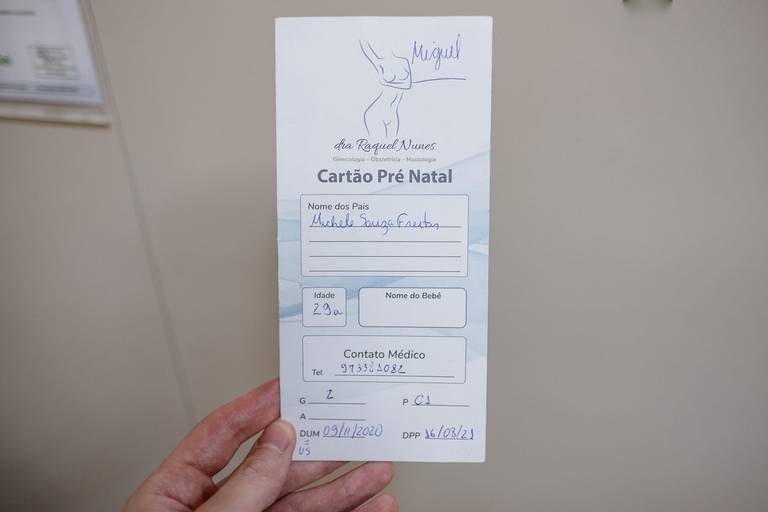 Miguel
dra Raquel Nunes
Ginecologia - Obstetrícia - Mastologia
Cartão Pré Natal
Nome dos Pais
Michele Souza Freitas
Idade
29a
Nome do Bebê
Contato Médico
Tel. 973381082
G 2 P C1
A
DUM 09/11/2020 DPP 16/08/21
= US